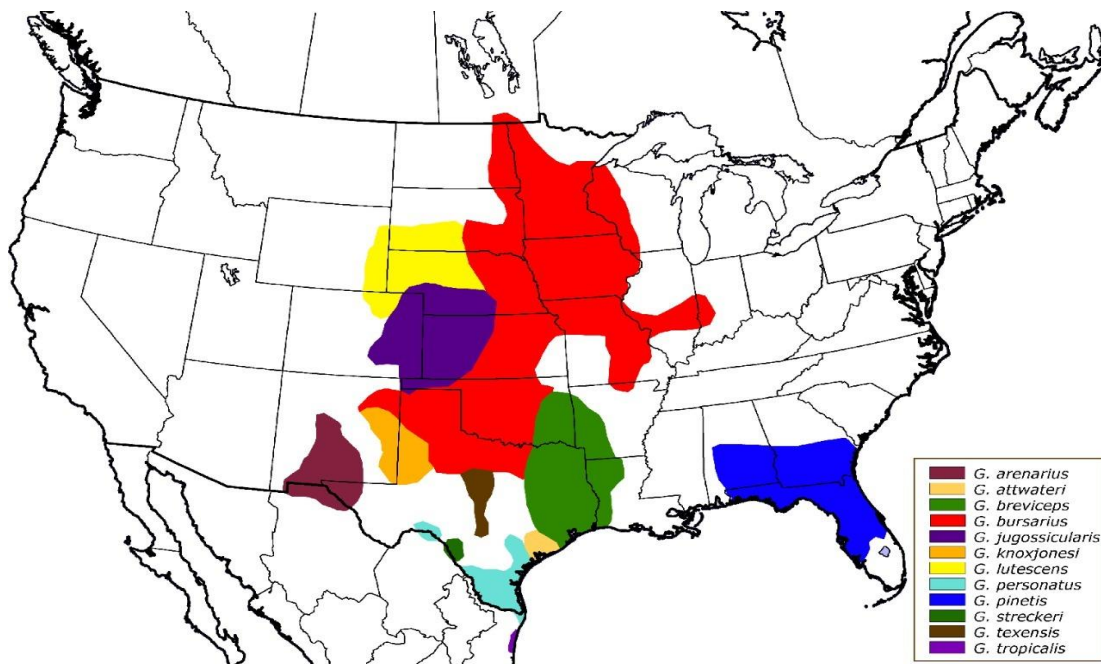 G. arenarius
G. attwateri
G. breviceps
G. bursarius
G. jugossicularis
G. knoxjonesi
G. lutescens
G. personatus
G. pinetis
G. streckeri
G. texensis
G. tropicalis